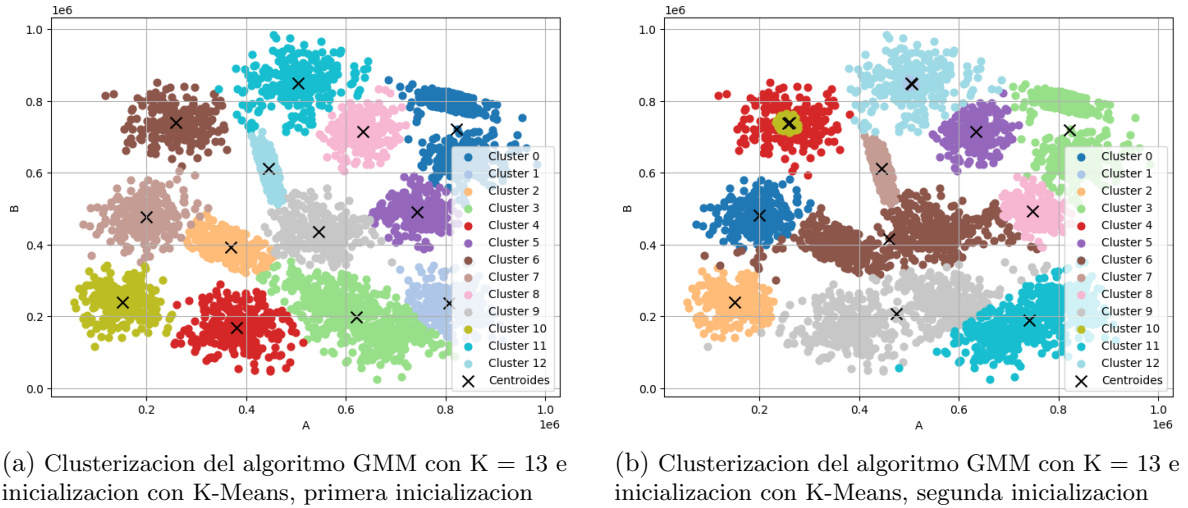 1e6
1.0
0.8
0.6
0.4
0.2
0.0
B
0.2
0.4
0.6
0.8
1.0
1e6
A
Cluster 0
Cluster 1
Cluster 2
Cluster 3
Cluster 4
Cluster 5
Cluster 6
Cluster 7
Cluster 8
Cluster 9
Cluster 10
Cluster 11
Cluster 12
Centroides
(a) Clusterizacion del algoritmo GMM con K = 13 e
inicializacion con K-Means, primera inicializacion
1e6
1.0
0.8
0.6
0.4
0.2
0.0
B
0.2
0.4
0.6
0.8
1.0
1e6
A
Cluster 0
Cluster 1
Cluster 2
Cluster 3
Cluster 4
Cluster 5
Cluster 6
Cluster 7
Cluster 8
Cluster 9
Cluster 10
Cluster 11
Cluster 12
Centroides
(b) Clusterizacion del algoritmo GMM con K = 13 e
inicializacion con K-Means, segunda inicializacion